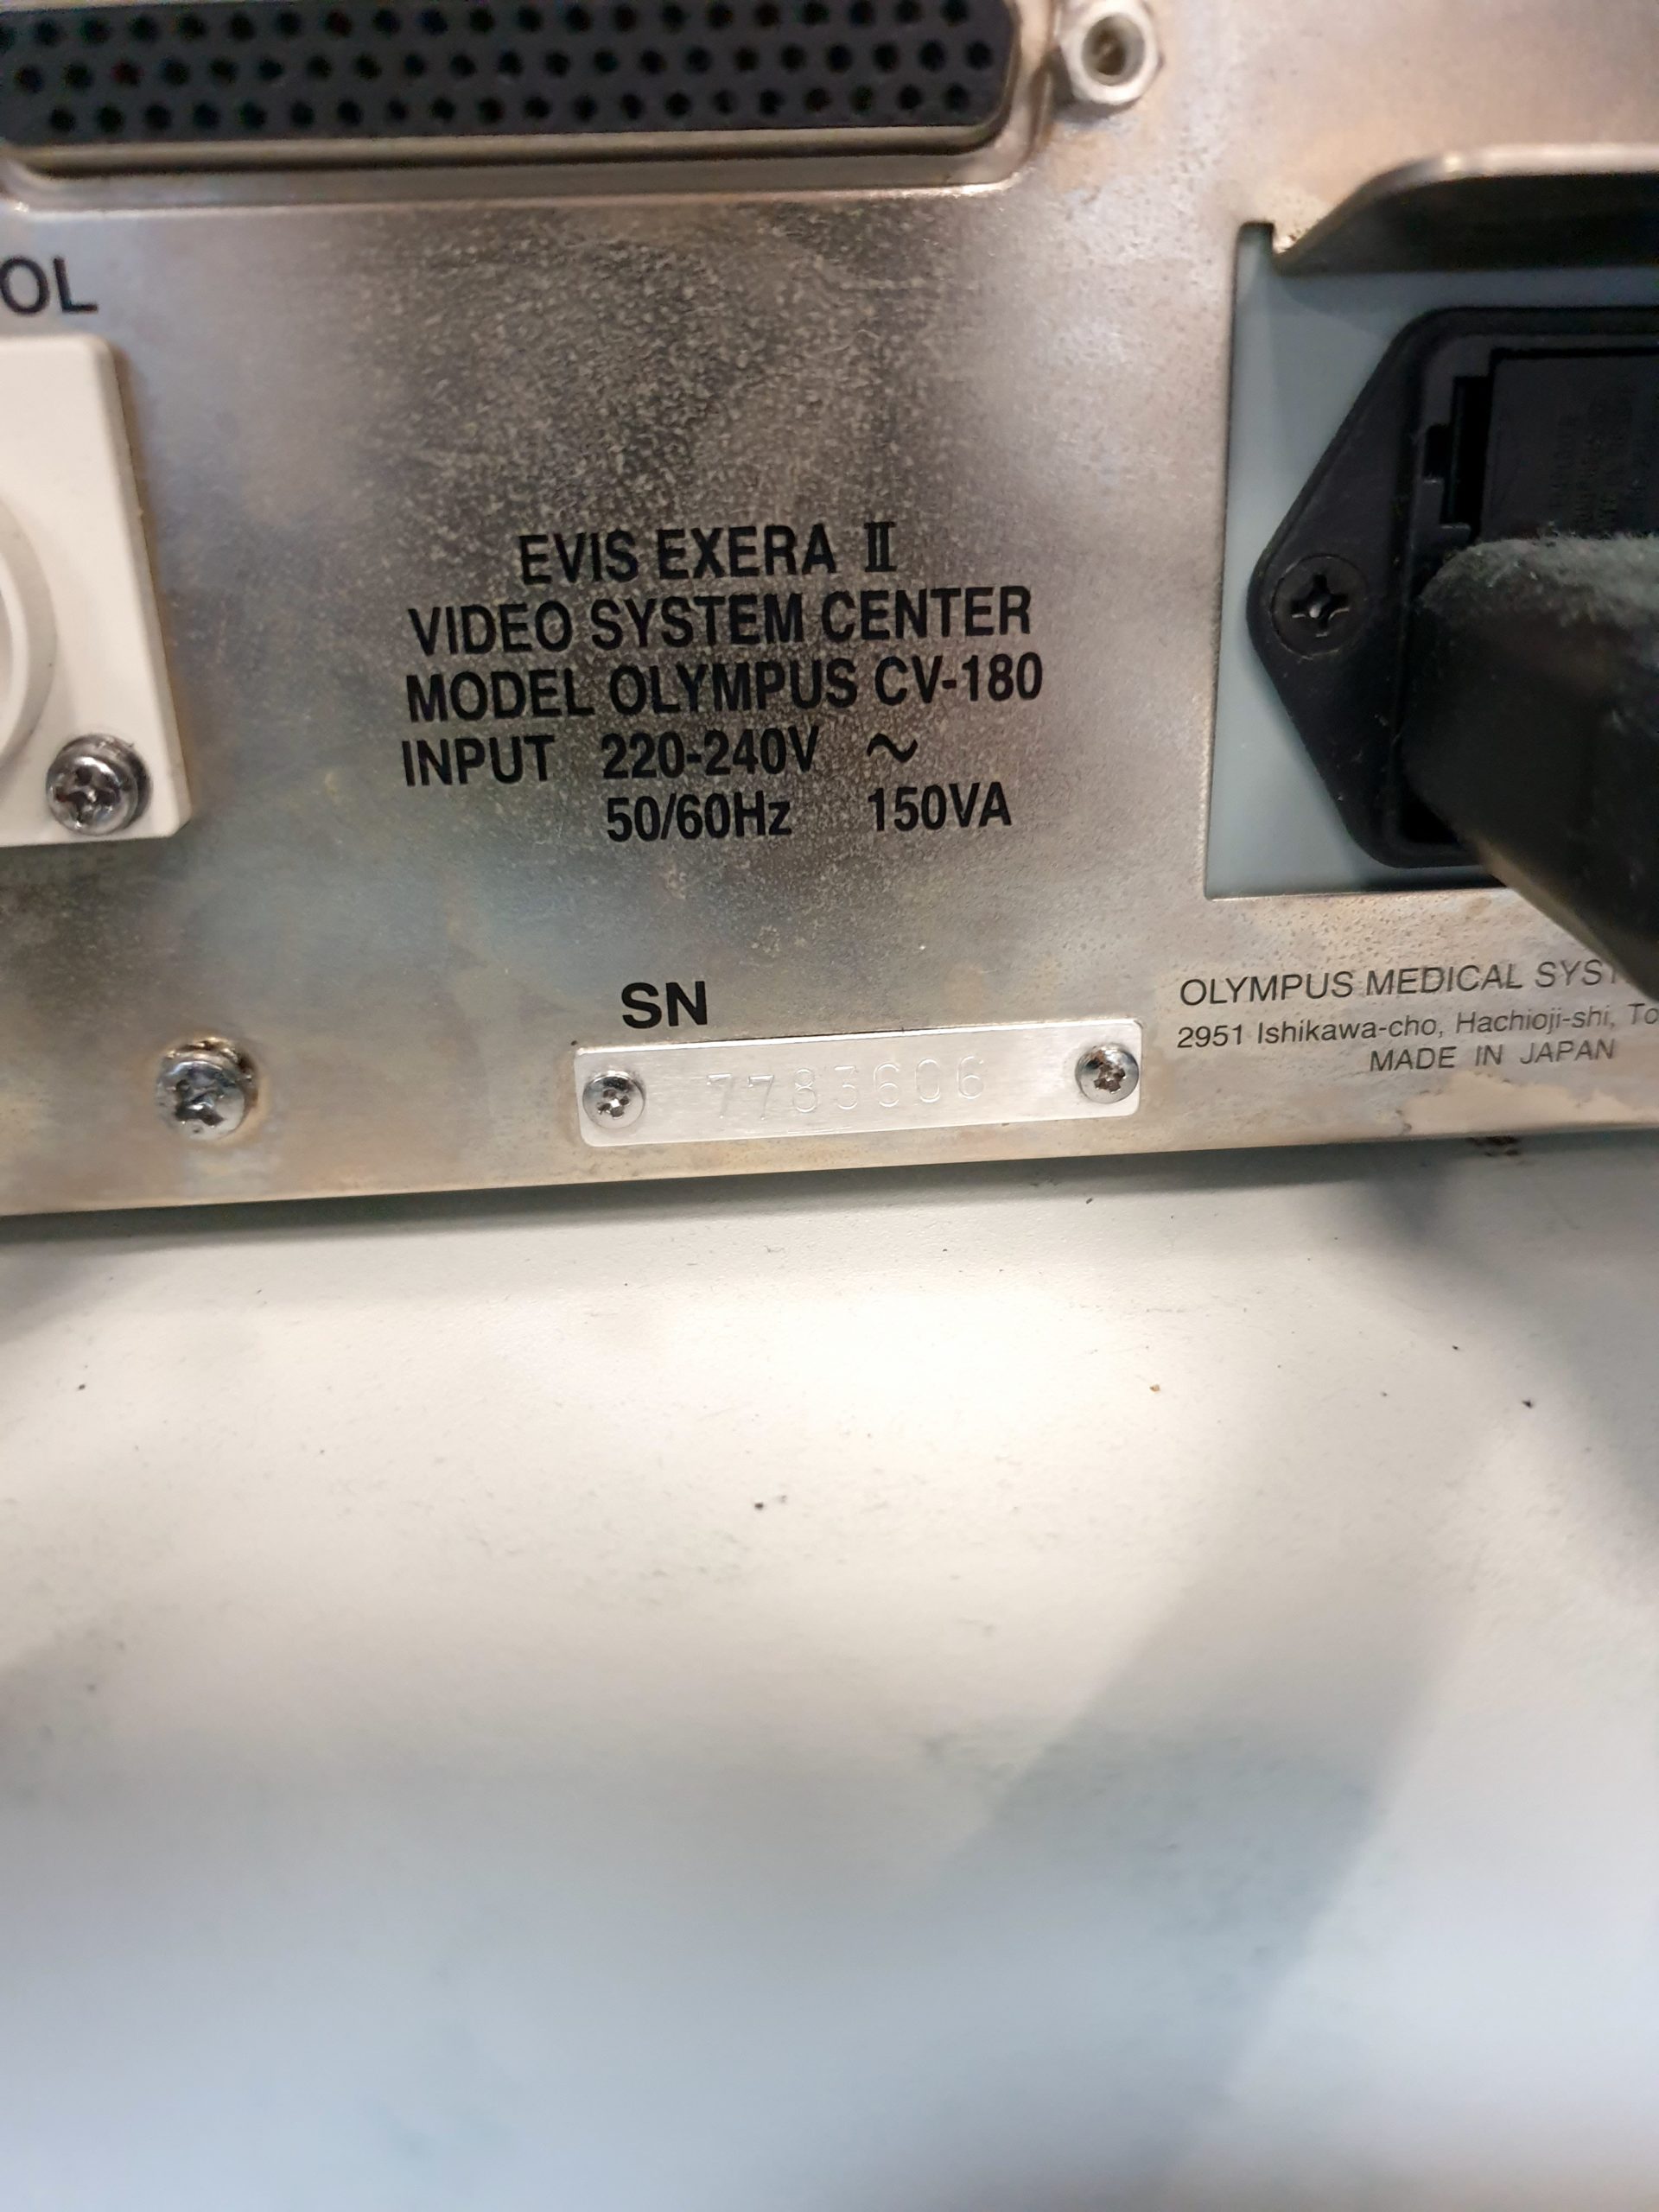 OL
EVIS EXERA II
VIDEO SYSTEM CENTER
MODEL OLYMPUS CV-180
INPUT 220-240V ~
50/60Hz 150VA
SN
7783606
OLYMPUS MEDICAL SYST
2951 Ishikawa-cho, Hachioji-shi, To
MADE IN JAPAN